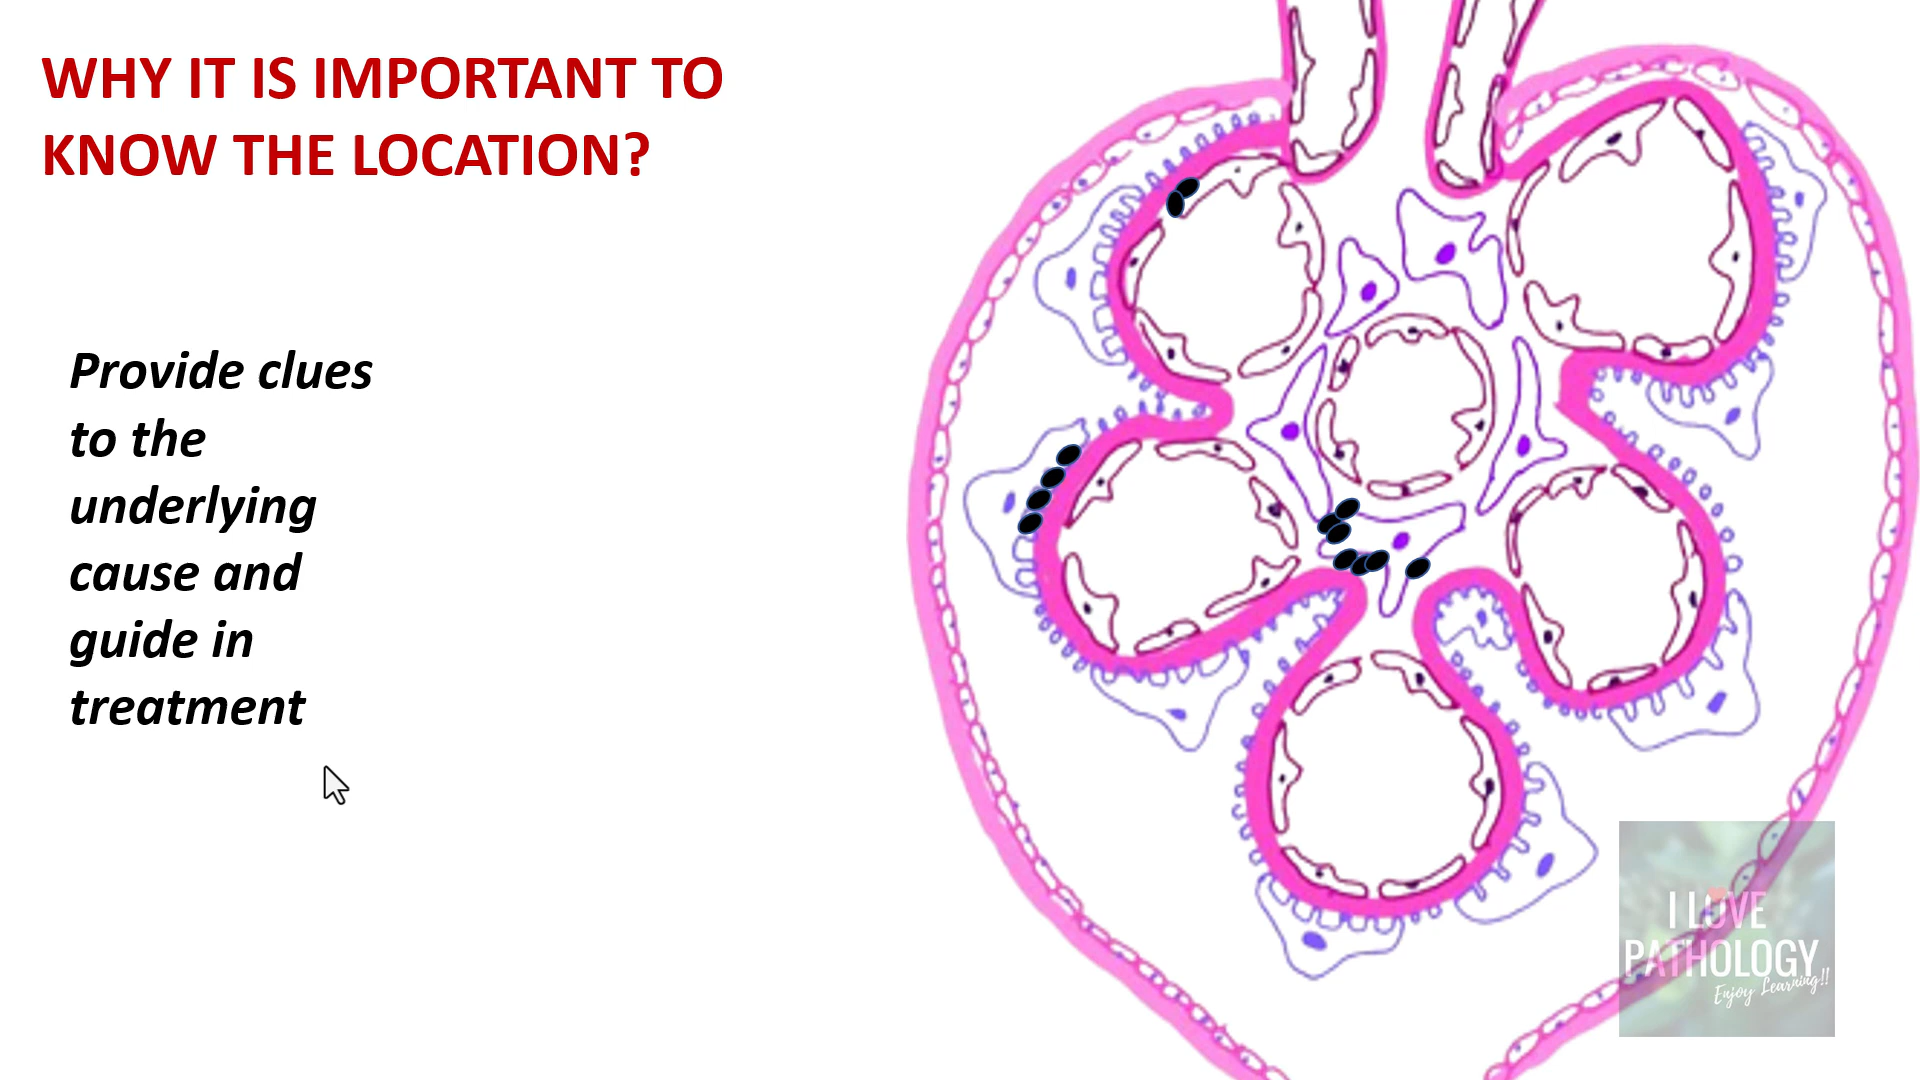 WHY IT IS IMPORTANT TO
KNOW THE LOCATION?
Provide clues
to the
underlying
cause and
guide in
treatment
I LOVE
PATHOLOGY
Enjoy Learning!!